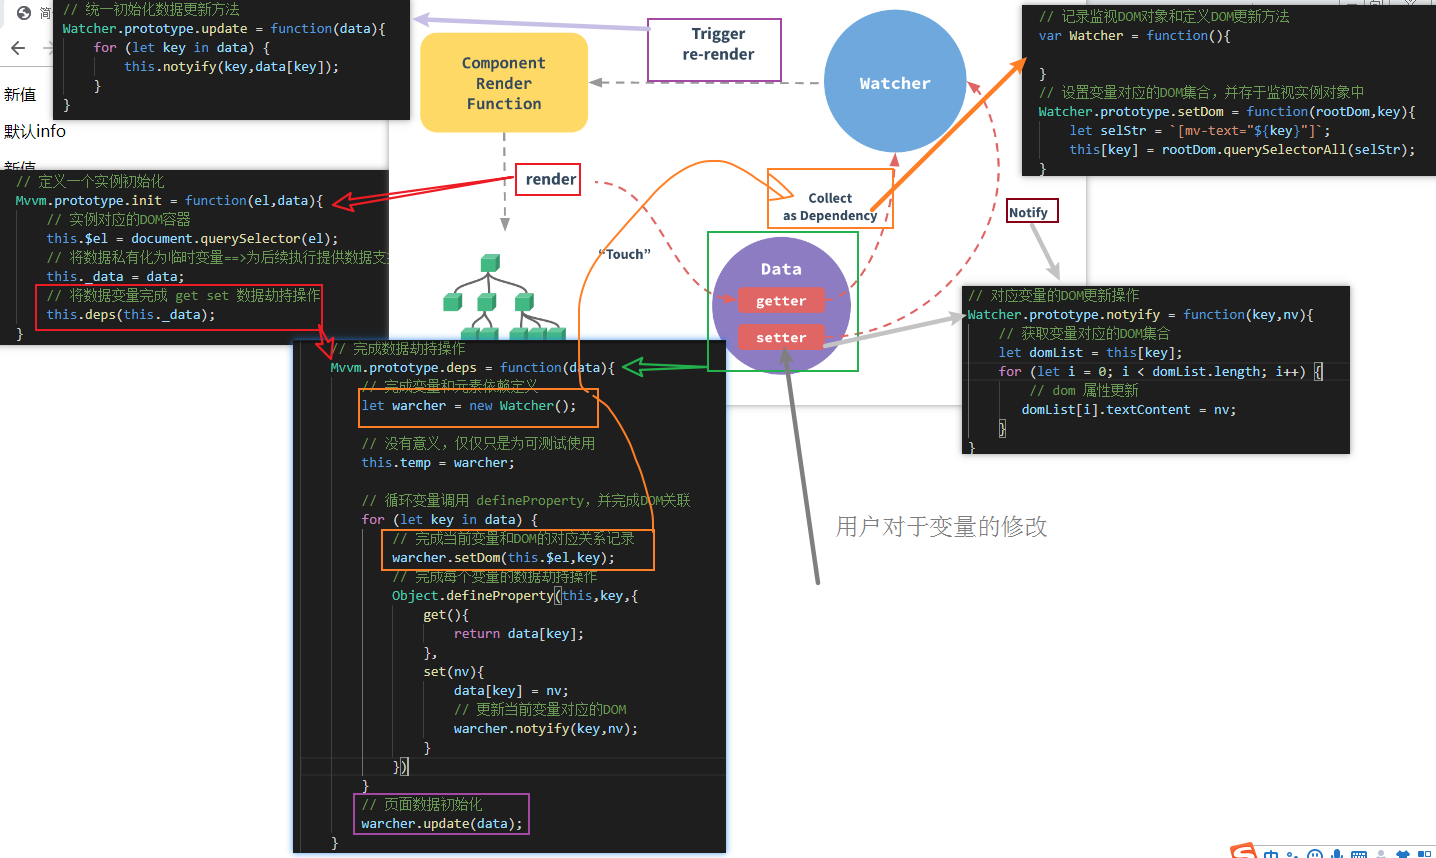 简
新值
默认info
新值
// 统一初始化数据更新方法
Watcher.prototype.update = function(data){
for (let key in data) {
this.notyify(key,data[key]);
}
}
Component
Render
Function
Trigger
re-render
Watcher
// 记录监视DOM对象和定义DOM更新方法
var Watcher = function(){
}
// 设置变量对应的DOM集合，并存于监视实例对象中
Watcher.prototype.setDom = function(rootDom,key){
let selStr = `[mv-text="${key}"]`;
this[key] = rootDom.querySelectorAll(selStr);
}
// 定义一个实例初始化
Mvvm.prototype.init = function(el,data){
// 实例对应的DOM容器
this.$el = document.querySelector(el);
// 将数据私有化为临时变量==>为后续执行提供数据支
this._data = data;
// 将数据变量完成 get set 数据劫持操作
this.deps(this._data);
}
render
“Touch”
Collect
as Dependency
Notify
Data
getter
setter
// 对应变量的DOM更新操作
Watcher.prototype.notyify = function(key,nv){
// 获取变量对应的DOM集合
let domList = this[key];
for (let i = 0; i < domList.length; i++) {
// dom 属性更新
domList[i].textContent = nv;
}
}
// 完成数据劫持操作
Mvvm.prototype.deps = function(data){
// 完成变量和元素依赖定义
let warcher = new Watcher();
// 没有意义，仅仅只是为可测试使用
this.temp = warcher;
// 循环变量调用 defineProperty，并完成DOM关联
for (let key in data) {
// 完成当前变量和DOM的对应关系记录
warcher.setDom(this.$el,key);
// 完成每个变量的数据劫持操作
Object.defineProperty(this,key,{
get(){
return data[key];
},
set(nv){
data[key] = nv;
// 更新当前变量对应的DOM
warcher.notyify(key,nv);
}
})
}
// 页面数据初始化
warcher.update(data);
}
用户对于变量的修改
中